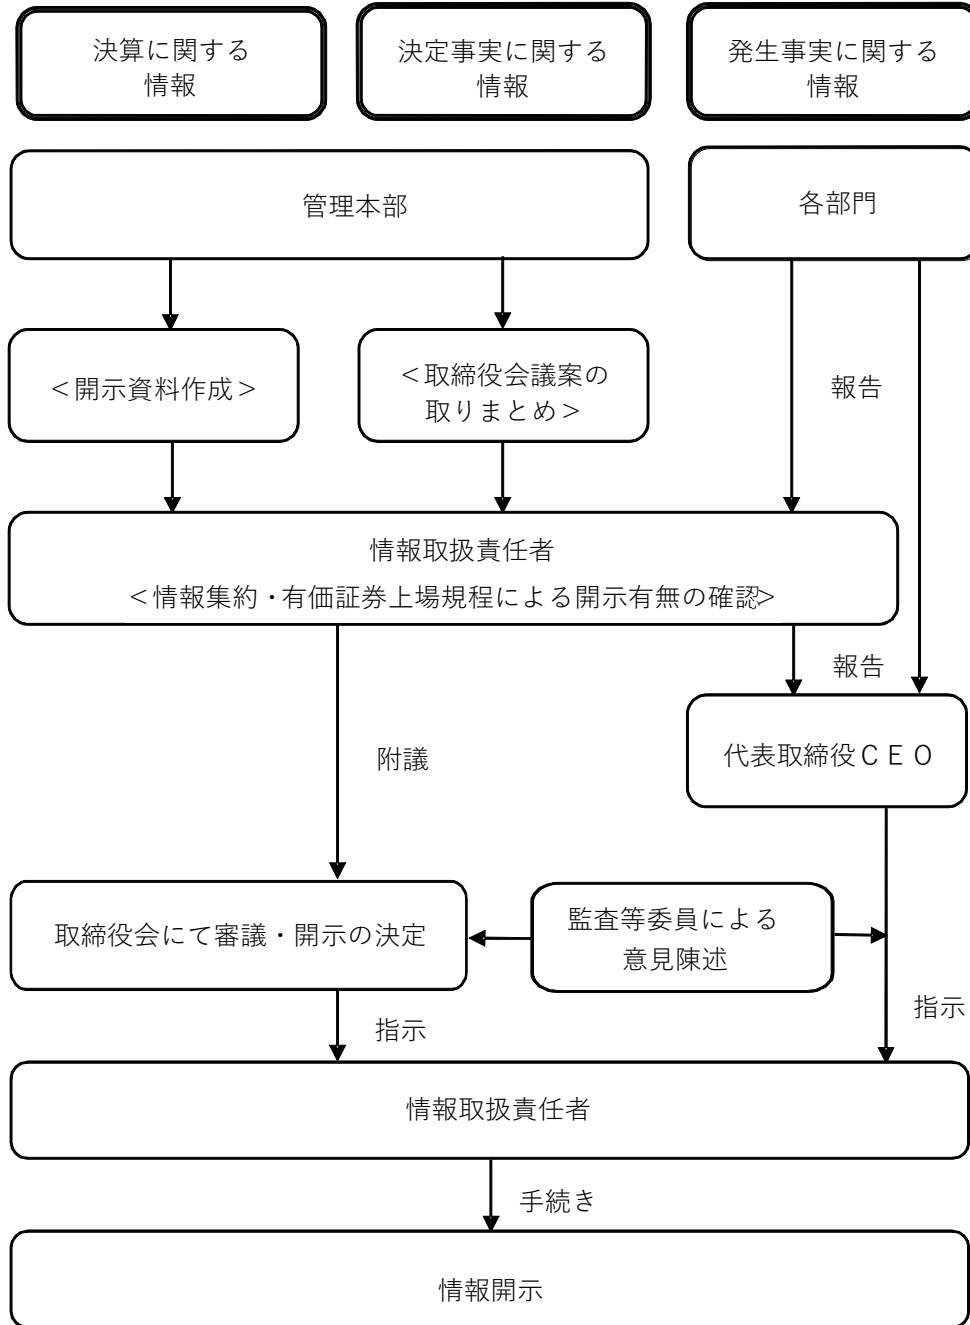 決算に関する
情報
決定事実に関する
情報
発生事実に関する
情報
管理本部
各部門
＜開示資料作成＞
＜取締役会議案の
取りまとめ＞
報告
情報取扱責任者
＜情報集約・有価証券上場規程による開示有無の確認＞
報告
代表取締役ＣＥＯ
附議
取締役会にて審議・開示の決定
監査等委員による
意見陳述
指示
指示
情報取扱責任者
手続き
情報開示